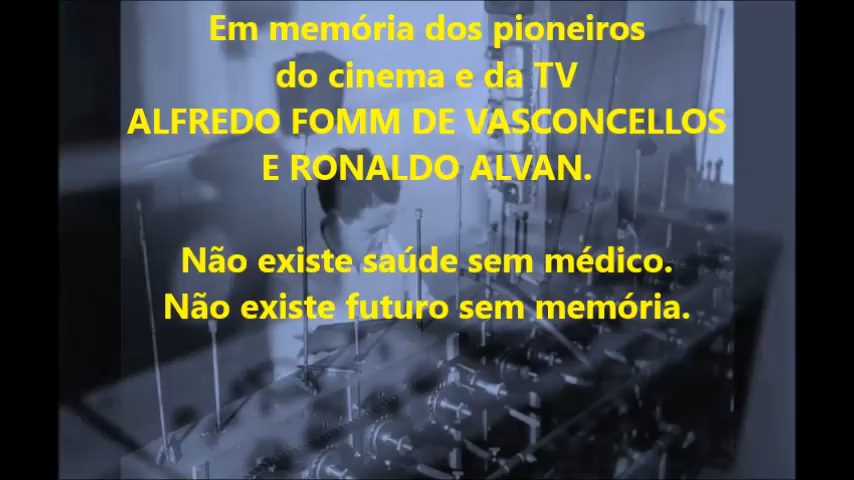 Em memória dos pioneiros
do cinema e da TV
ALFREDO FOMM DE VASCONCELLOS
E RONALDO ALVAN.
Não existe saúde sem médico.
Não existe futuro sem memória.